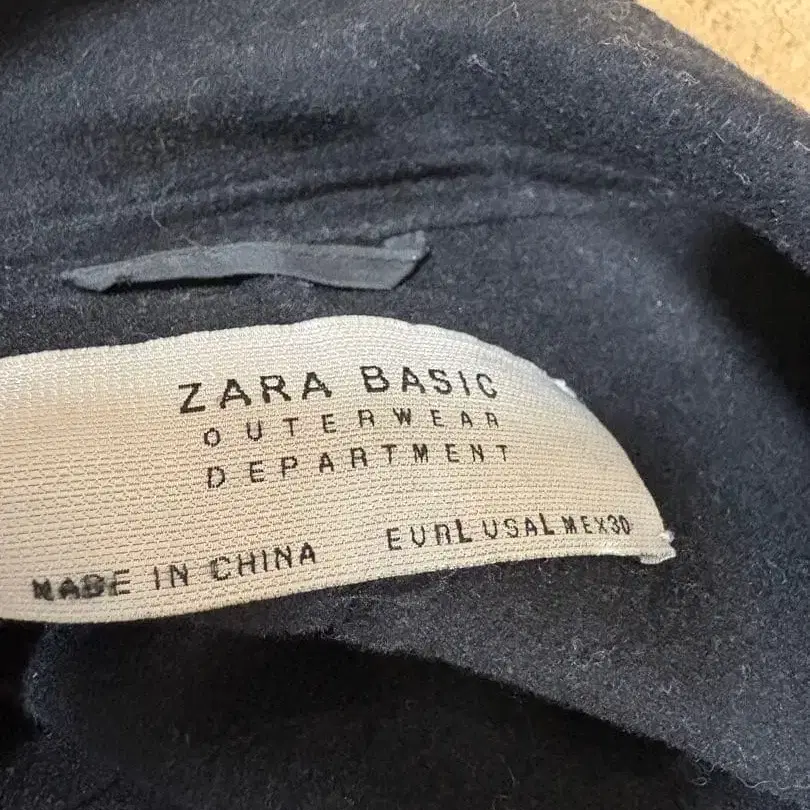 ZARA BASIC
OUTERWEAR
DEPARTMENT
MADE IN CHINA EUR L USA L MEX 30